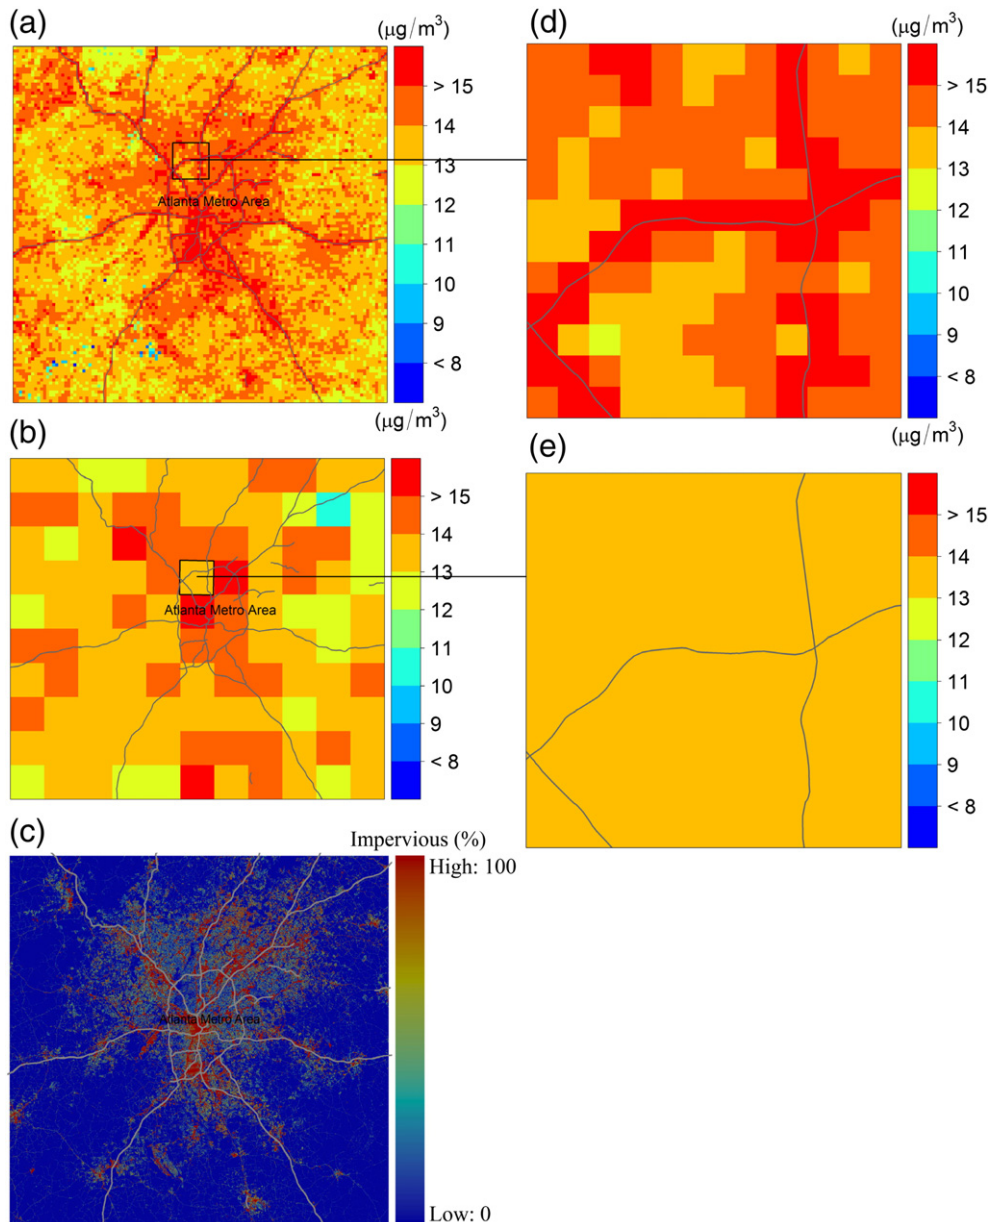 (a)
(μg/m³)
> 15
14
13
12
11
10
9
< 8
Atlanta Metro Area
(d)
(μg/m³)
> 15
14
13
12
11
10
9
< 8
(b)
(μg/m³)
> 15
14
13
12
11
10
9
< 8
Atlanta Metro Area
(e)
(μg/m³)
> 15
14
13
12
11
10
9
< 8
(c)
Impervious (%)
High: 100
Atlanta Metro Area
Low: 0